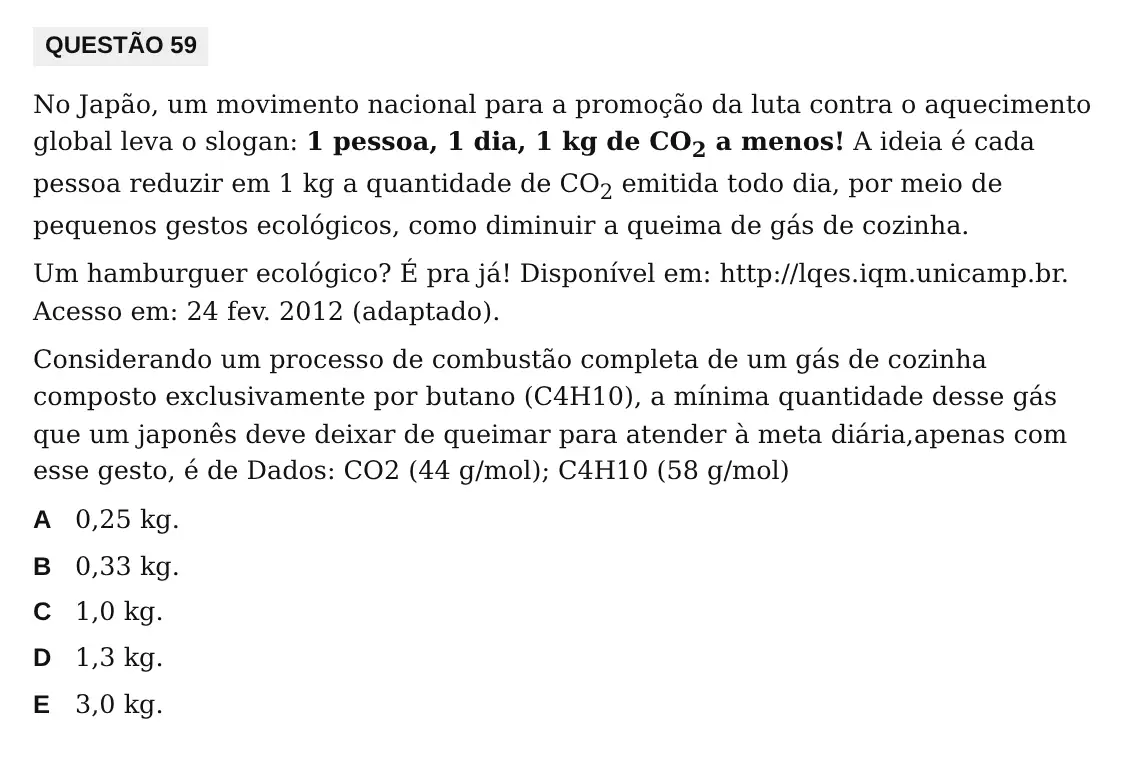 QUESTÃO 59
No Japão, um movimento nacional para a promoção da luta contra o aquecimento
global leva o slogan: 1 pessoa, 1 dia, 1 kg de CO₂ a menos! A ideia é cada
pessoa reduzir em 1 kg a quantidade de CO₂ emitida todo dia, por meio de
pequenos gestos ecológicos, como diminuir a queima de gás de cozinha.
Um hamburguer ecológico? É pra já! Disponível em: http://lqes.iqm.unicamp.br.
Acesso em: 24 fev. 2012 (adaptado).
Considerando um processo de combustão completa de um gás de cozinha
composto exclusivamente por butano (C4H10), a mínima quantidade desse gás
que um japonês deve deixar de queimar para atender à meta diária,apenas com
esse gesto, é de Dados: CO2 (44 g/mol); C4H10 (58 g/mol)
A 0,25 kg.
B 0,33 kg.
C 1,0 kg.
D 1,3 kg.
E 3,0 kg.